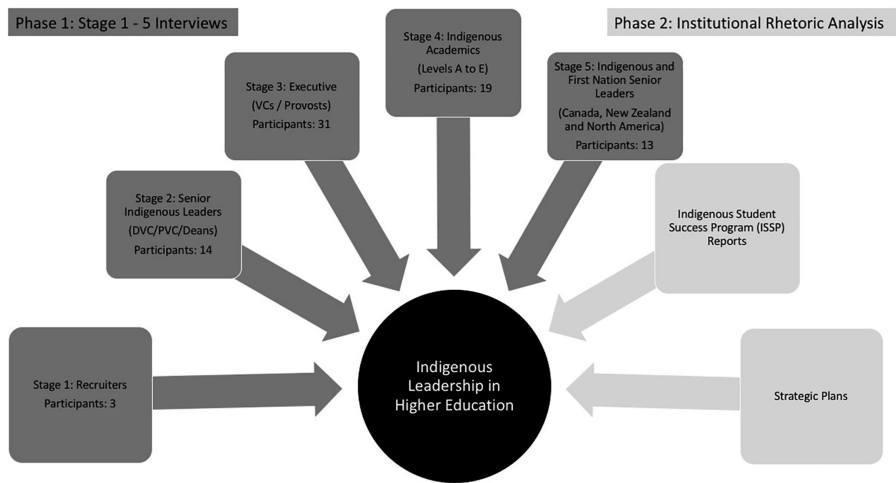 Phase 1: Stage 1 - 5 Interviews
Phase 2: Institutional Rhetoric Analysis
Stage 1: Recruiters
Participants: 3
Stage 2: Senior
Indigenous Leaders
(DVC/PVC/Deans)
Participants: 14
Stage 3: Executive
(VCs / Provosts)
Participants: 31
Stage 4: Indigenous
Academics
(Levels A to E)
Participants: 19
Stage 5: Indigenous and
First Nation Senior
Leaders
(Canada, New Zealand
and North America)
Participants: 13
Indigenous Student
Success Program (ISSP)
Reports
Strategic Plans
Indigenous
Leadership in
Higher Education